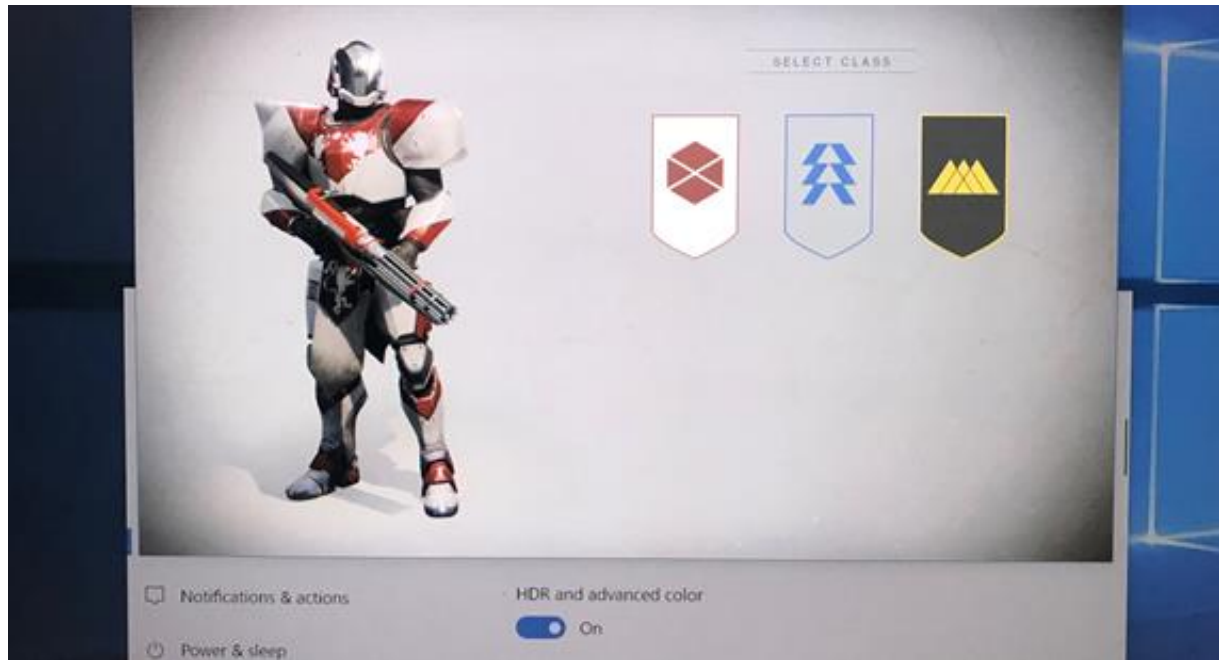 SELECT CLASS
Notifications & actions
HDR and advanced color
On
Power & sleep